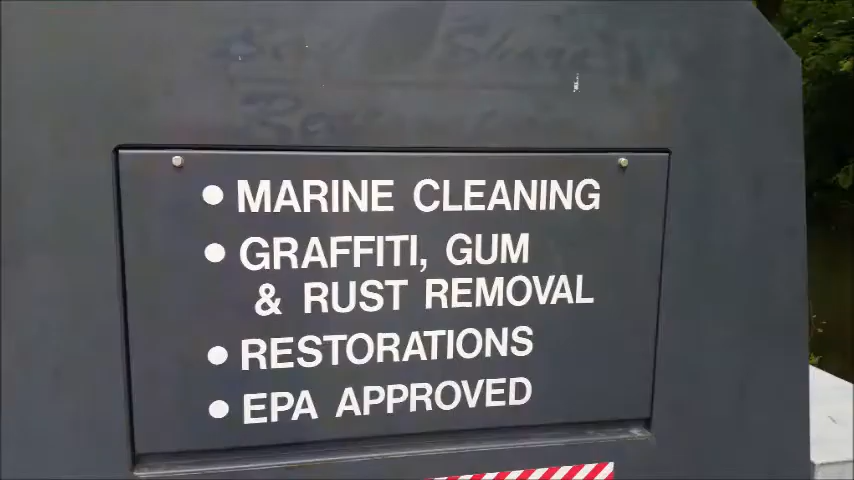 • MARINE CLEANING
• GRAFFITI, GUM
& RUST REMOVAL
• RESTORATIONS
• EPA APPROVED